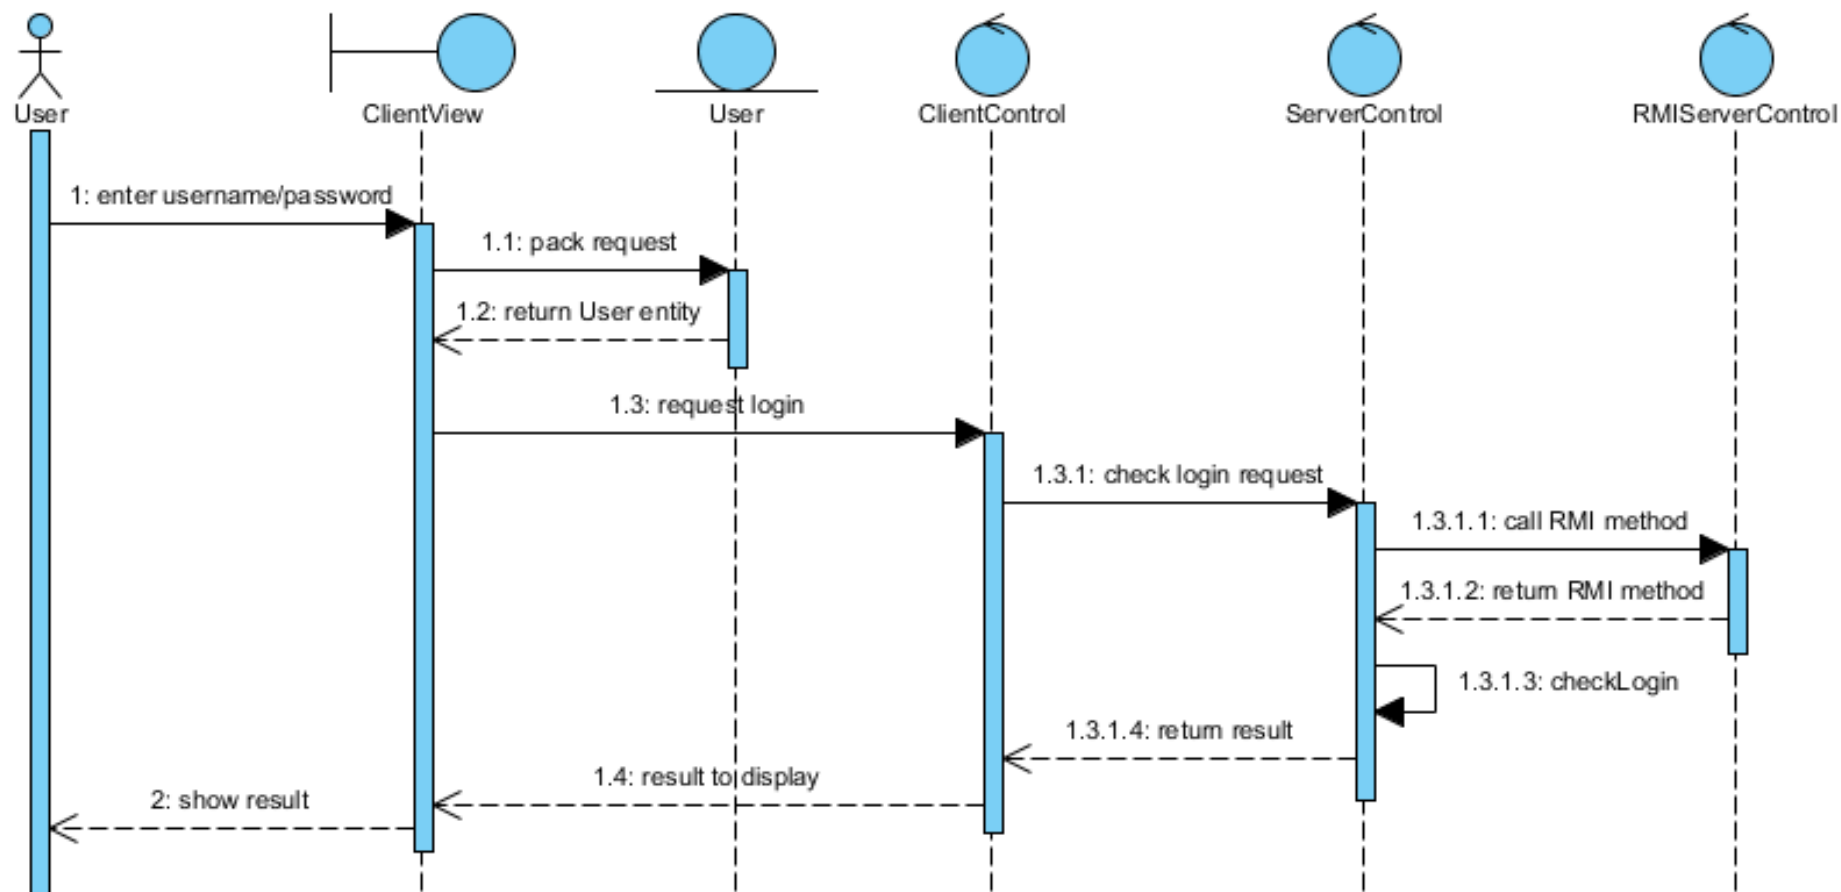 User
ClientView
User
ClientControl
ServerControl
RMIServerControl
1: enter username/password
1.1: pack request
1.2: return User entity
1.3: request login
1.3.1: check login request
1.3.1.1: call RMI method
1.3.1.2: return RMI method
1.3.1.3: checkLogin
1.3.1.4: return result
1.4: result to display
2: show result